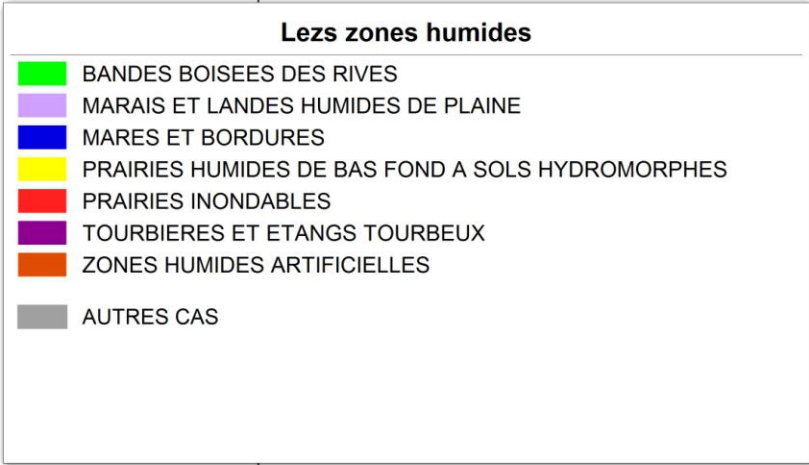 Lezs zones humides
BANDES BOISEES DES RIVES
MARAIS ET LANDES HUMIDES DE PLAINE
MARES ET BORDURES
PRAIRIES HUMIDES DE BAS FOND A SOLS HYDROMORPHES
PRAIRIES INONDABLES
TOURBIERES ET ETANGS TOURBEUX
ZONES HUMIDES ARTIFICIELLES
AUTRES CAS